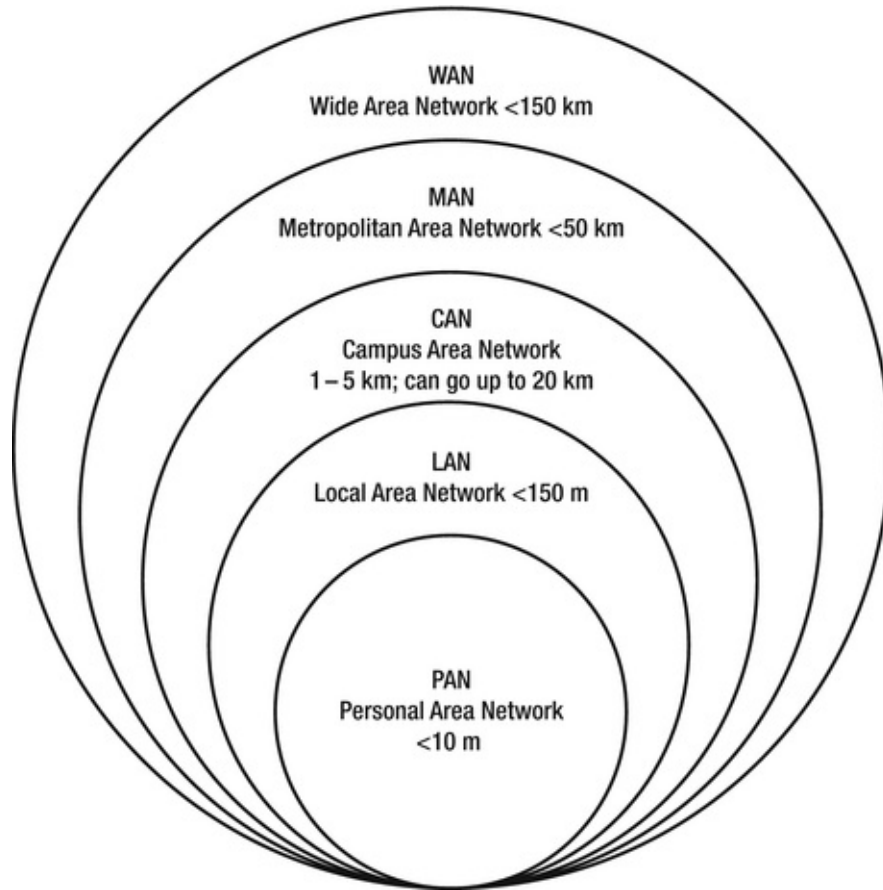 WAN
Wide Area Network <150 km
MAN
Metropolitan Area Network <50 km
CAN
Campus Area Network
1 – 5 km; can go up to 20 km
LAN
Local Area Network <150 m
PAN
Personal Area Network
<10 m